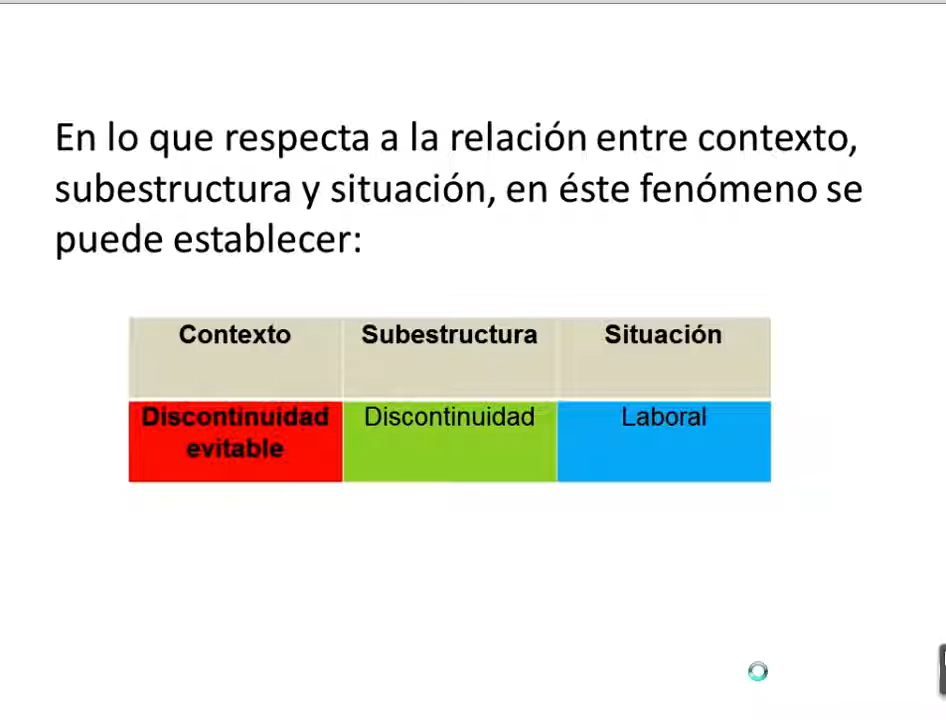 En lo que respecta a la relación entre contexto,
subestructura y situación, en éste fenómeno se
puede establecer:
Contexto Subestructura Situación
Discontinuidad Discontinuidad Laboral
evitable